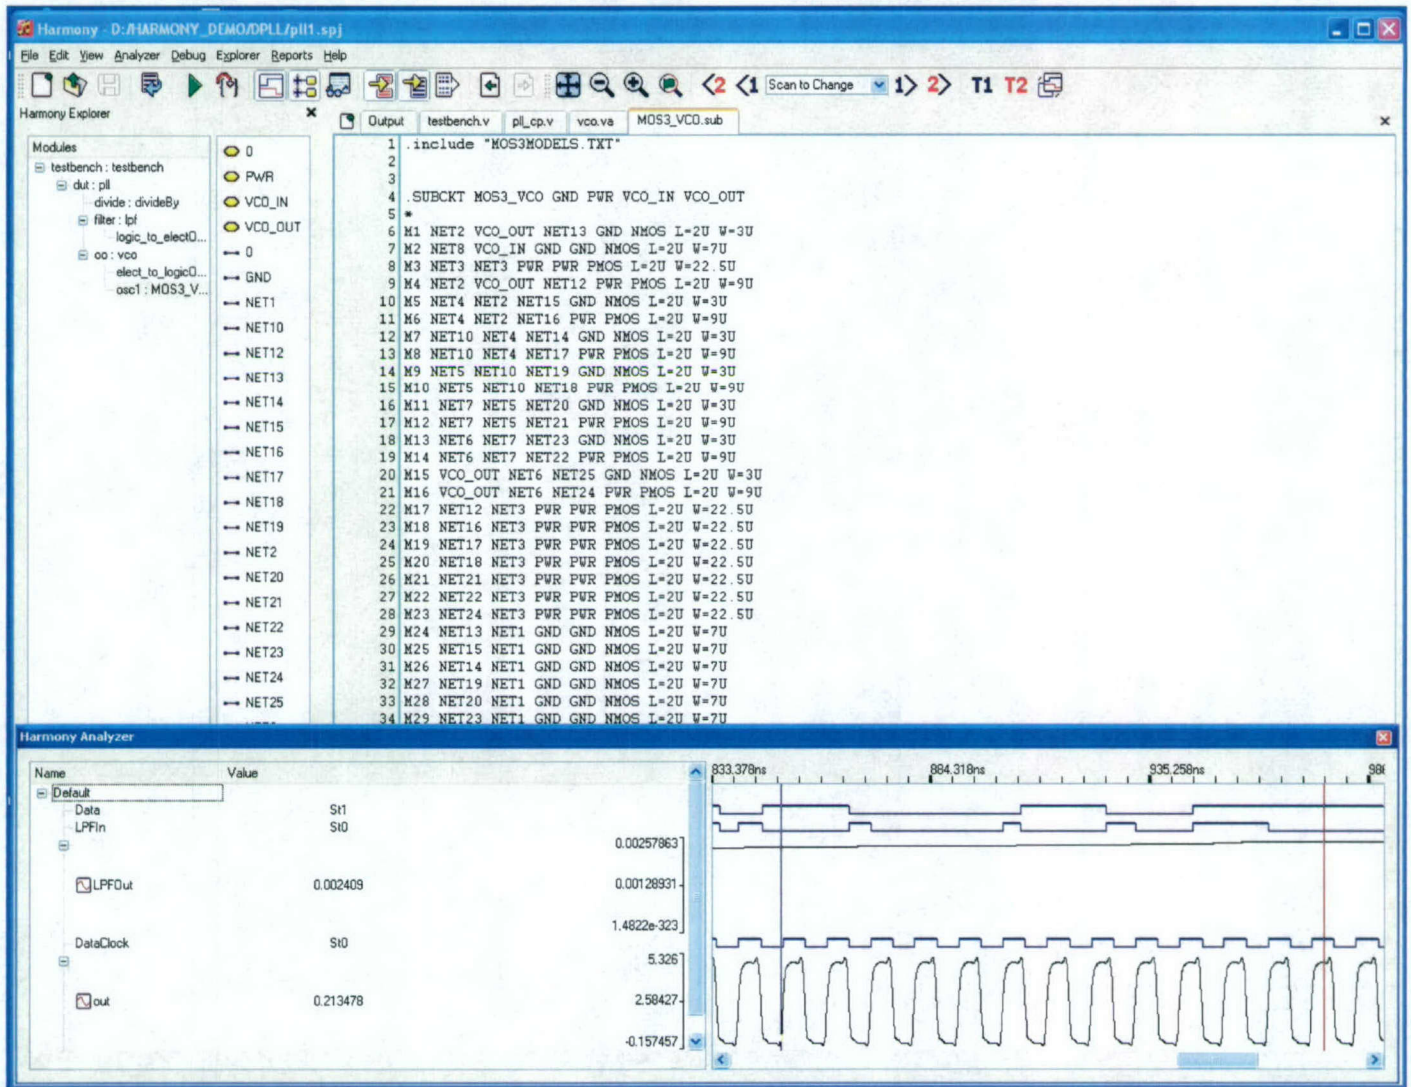 Harmony - D:/HARMONY_DEMO/DPLL/pll1.spj
File Edit View Analyzer Debug Explorer Reports Help
<2 <1 Scan to Change 1> 2> T1 T2
Harmony Explorer
Output testbench.v pll_cp.v vco.va MOS3_VCO.sub
Modules
testbench : testbench
dut : pll
divide : divideBy
filter : lpf
logic_to_elect0...
oo : vco
elect_to_logic0...
osc1 : MOS3_V...
0
PWR
VCO_IN
VCO_OUT
0
GND
NET1
NET10
NET12
NET13
NET14
NET15
NET16
NET17
NET18
NET19
NET2
NET20
NET21
NET22
NET23
NET24
NET25
1 .include "MOS3MODELS.TXT"
2
3
4 .SUBCKT MOS3_VCO GND PWR VCO_IN VCO_OUT
5 *
6 M1 NET2 VCO_OUT NET13 GND NMOS L=2U W=3U
7 M2 NET8 VCO_IN GND GND NMOS L=2U W=7U
8 M3 NET3 NET3 PWR PWR PMOS L=2U W=22.5U
9 M4 NET2 VCO_OUT NET12 PWR PMOS L=2U W=9U
10 M5 NET4 NET2 NET15 GND NMOS L=2U W=3U
11 M6 NET4 NET2 NET16 PWR PMOS L=2U W=9U
12 M7 NET10 NET4 NET14 GND NMOS L=2U W=3U
13 M8 NET10 NET4 NET17 PWR PMOS L=2U W=9U
14 M9 NET5 NET10 NET19 GND NMOS L=2U W=3U
15 M10 NET5 NET10 NET18 PWR PMOS L=2U W=9U
16 M11 NET7 NET5 NET20 GND NMOS L=2U W=3U
17 M12 NET7 NET5 NET21 PWR PMOS L=2U W=9U
18 M13 NET6 NET7 NET23 GND NMOS L=2U W=3U
19 M14 NET6 NET7 NET22 PWR PMOS L=2U W=9U
20 M15 VCO_OUT NET6 NET25 GND NMOS L=2U W=3U
21 M16 VCO_OUT NET6 NET24 PWR PMOS L=2U W=9U
22 M17 NET12 NET3 PWR PWR PMOS L=2U W=22.5U
23 M18 NET16 NET3 PWR PWR PMOS L=2U W=22.5U
24 M19 NET17 NET3 PWR PWR PMOS L=2U W=22.5U
25 M20 NET18 NET3 PWR PWR PMOS L=2U W=22.5U
26 M21 NET21 NET3 PWR PWR PMOS L=2U W=22.5U
27 M22 NET22 NET3 PWR PWR PMOS L=2U W=22.5U
28 M23 NET24 NET3 PWR PWR PMOS L=2U W=22.5U
29 M24 NET13 NET1 GND GND NMOS L=2U W=7U
30 M25 NET15 NET1 GND GND NMOS L=2U W=7U
31 M26 NET14 NET1 GND GND NMOS L=2U W=7U
32 M27 NET19 NET1 GND GND NMOS L=2U W=7U
33 M28 NET20 NET1 GND GND NMOS L=2U W=7U
34 M29 NET23 NET1 GND GND NMOS L=2U W=7U
Harmony Analyzer
Name Value
833.378ns 884.318ns 935.258ns
Default
Data St1
LPFIn St0
0.00257863
LPFOut 0.002409 0.00128931
1.4822e-323
DataClock St0
5.326
out 0.213478 2.58427
-0.157457